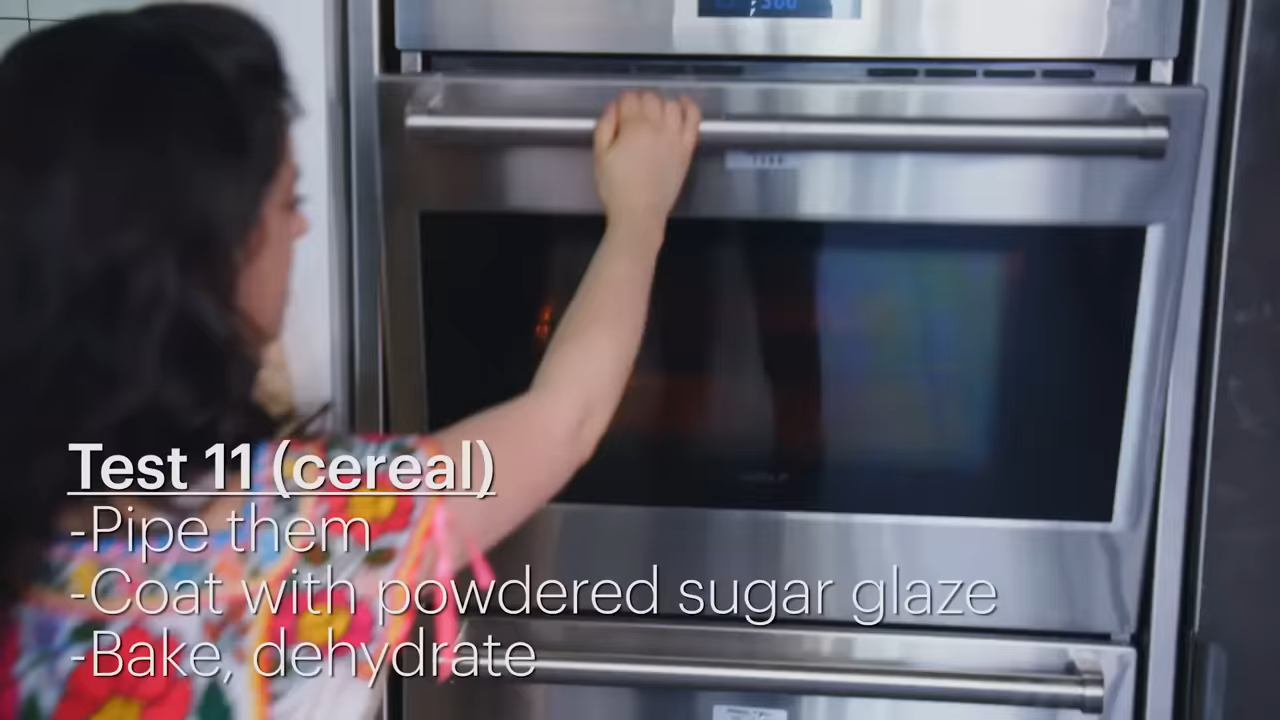 Test 11 (cereal)
-Pipe them
-Coat with powdered sugar glaze
-Bake, dehydrate